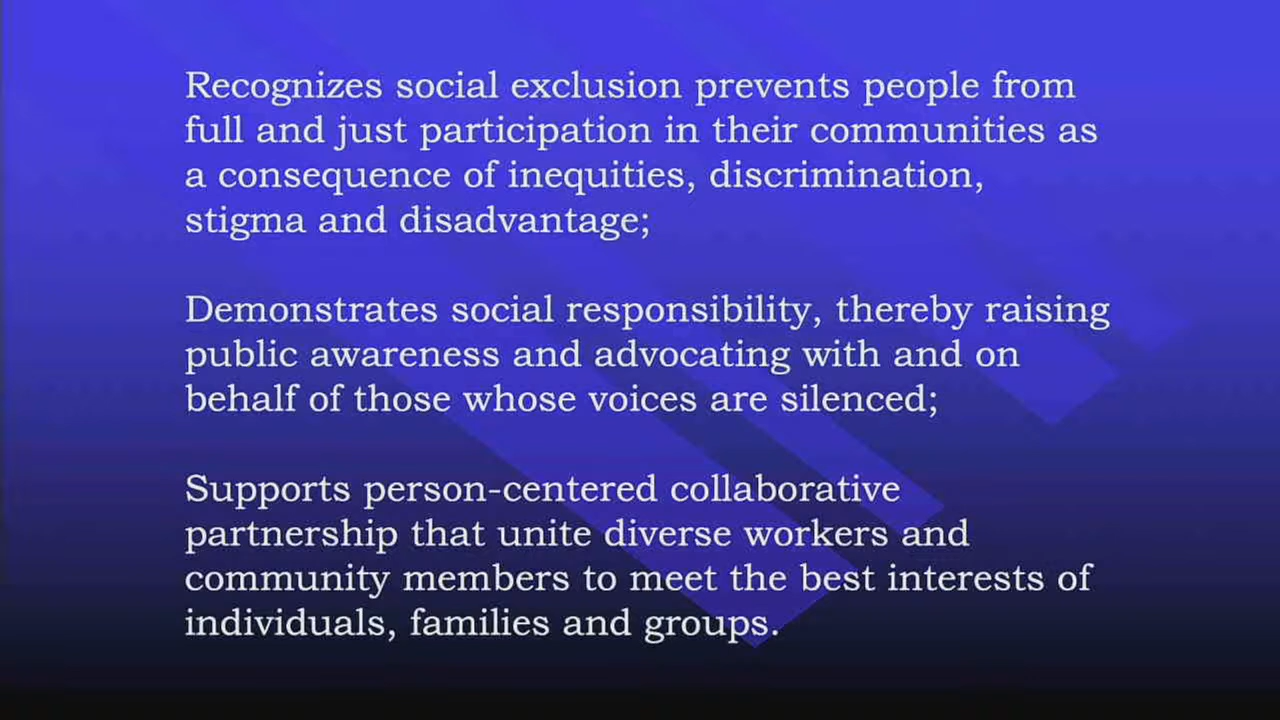 Recognizes social exclusion prevents people from
full and just participation in their communities as
a consequence of inequities, discrimination,
stigma and disadvantage;
Demonstrates social responsibility, thereby raising
public awareness and advocating with and on
behalf of those whose voices are silenced;
Supports person-centered collaborative
partnership that unite diverse workers and
community members to meet the best interests of
individuals, families and groups.